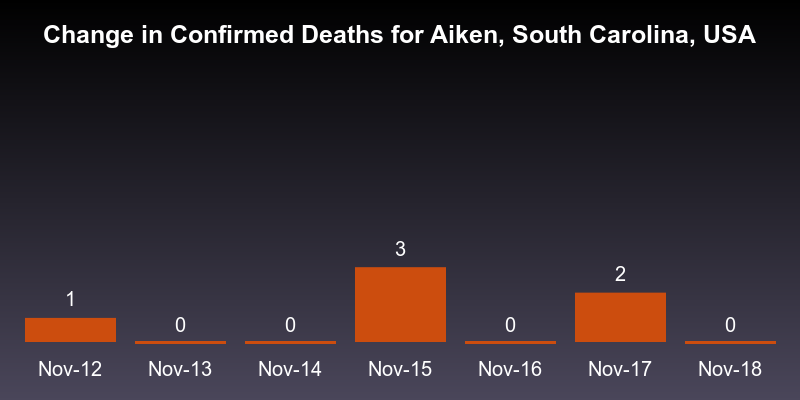 Change in Confirmed Deaths for Aiken, South Carolina, USA
1 0 0 3 0 2 0
Nov-12 Nov-13 Nov-14 Nov-15 Nov-16 Nov-17 Nov-18